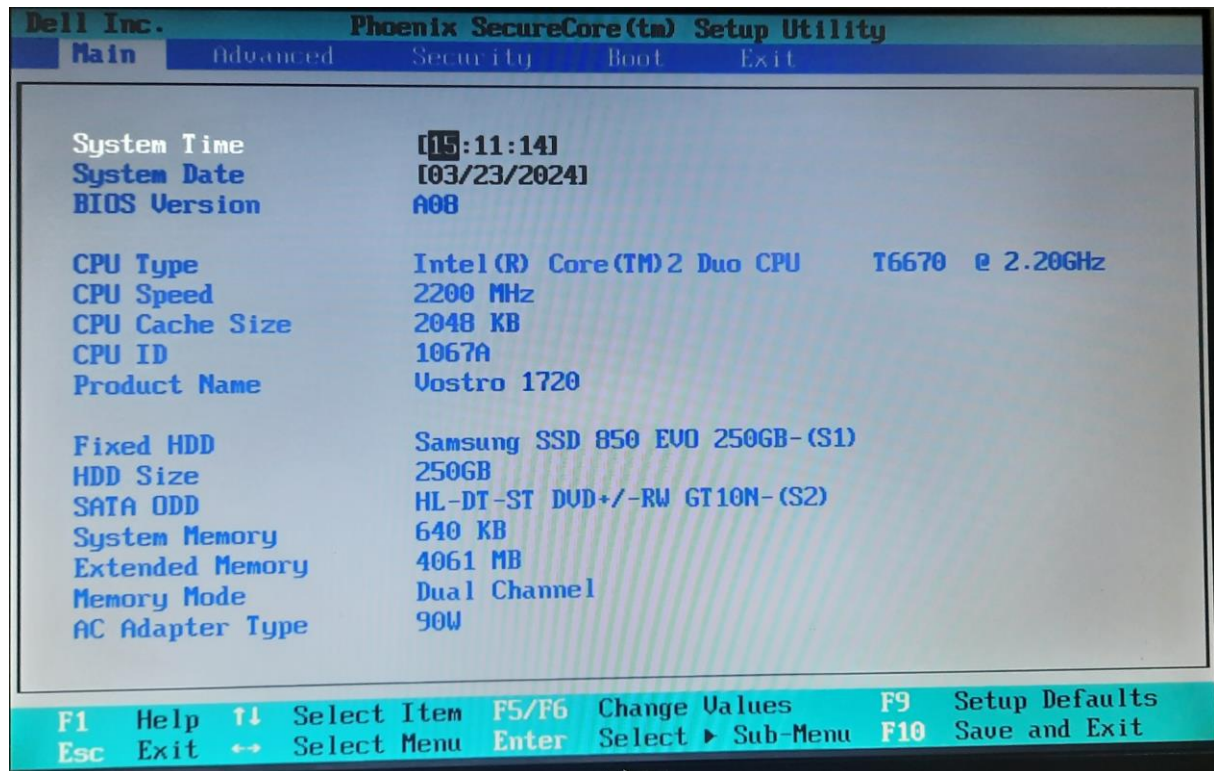 Dell Inc. Phoenix SecureCore(tm) Setup Utility
Main Advanced Security Boot Exit
System Time [15:11:14]
System Date [03/23/2024]
BIOS Version A08
CPU Type Intel(R) Core(TM)2 Duo CPU T6670 @ 2.20GHz
CPU Speed 2200 MHz
CPU Cache Size 2048 KB
CPU ID 1067A
Product Name Vostro 1720
Fixed HDD Samsung SSD 850 EVO 250GB-(S1)
HDD Size 250GB
SATA ODD HL-DT-ST DVD+/-RW GT10N-(S2)
System Memory 640 KB
Extended Memory 4061 MB
Memory Mode Dual Channel
AC Adapter Type 90W
F1 Help ↑↓ Select Item F5/F6 Change Values F9 Setup Defaults
Esc Exit ↔ Select Menu Enter Select ▶ Sub-Menu F10 Save and Exit